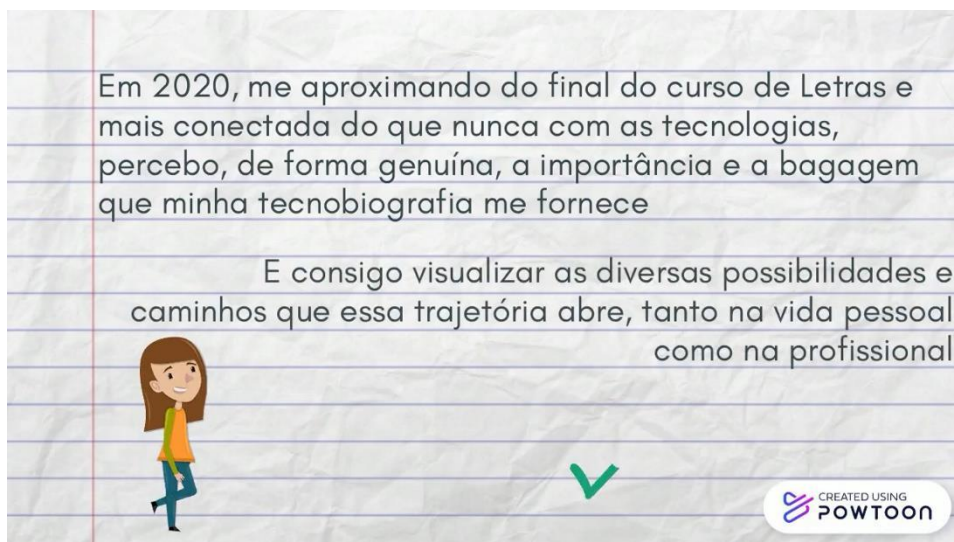 Em 2020, me aproximando do final do curso de Letras e
mais conectada do que nunca com as tecnologias,
percebo, de forma genuína, a importância e a bagagem
que minha tecnobiografia me fornece
E consigo visualizar as diversas possibilidades e
caminhos que essa trajetória abre, tanto na vida pessoal
como na profissional
CREATED USING
POWTOON